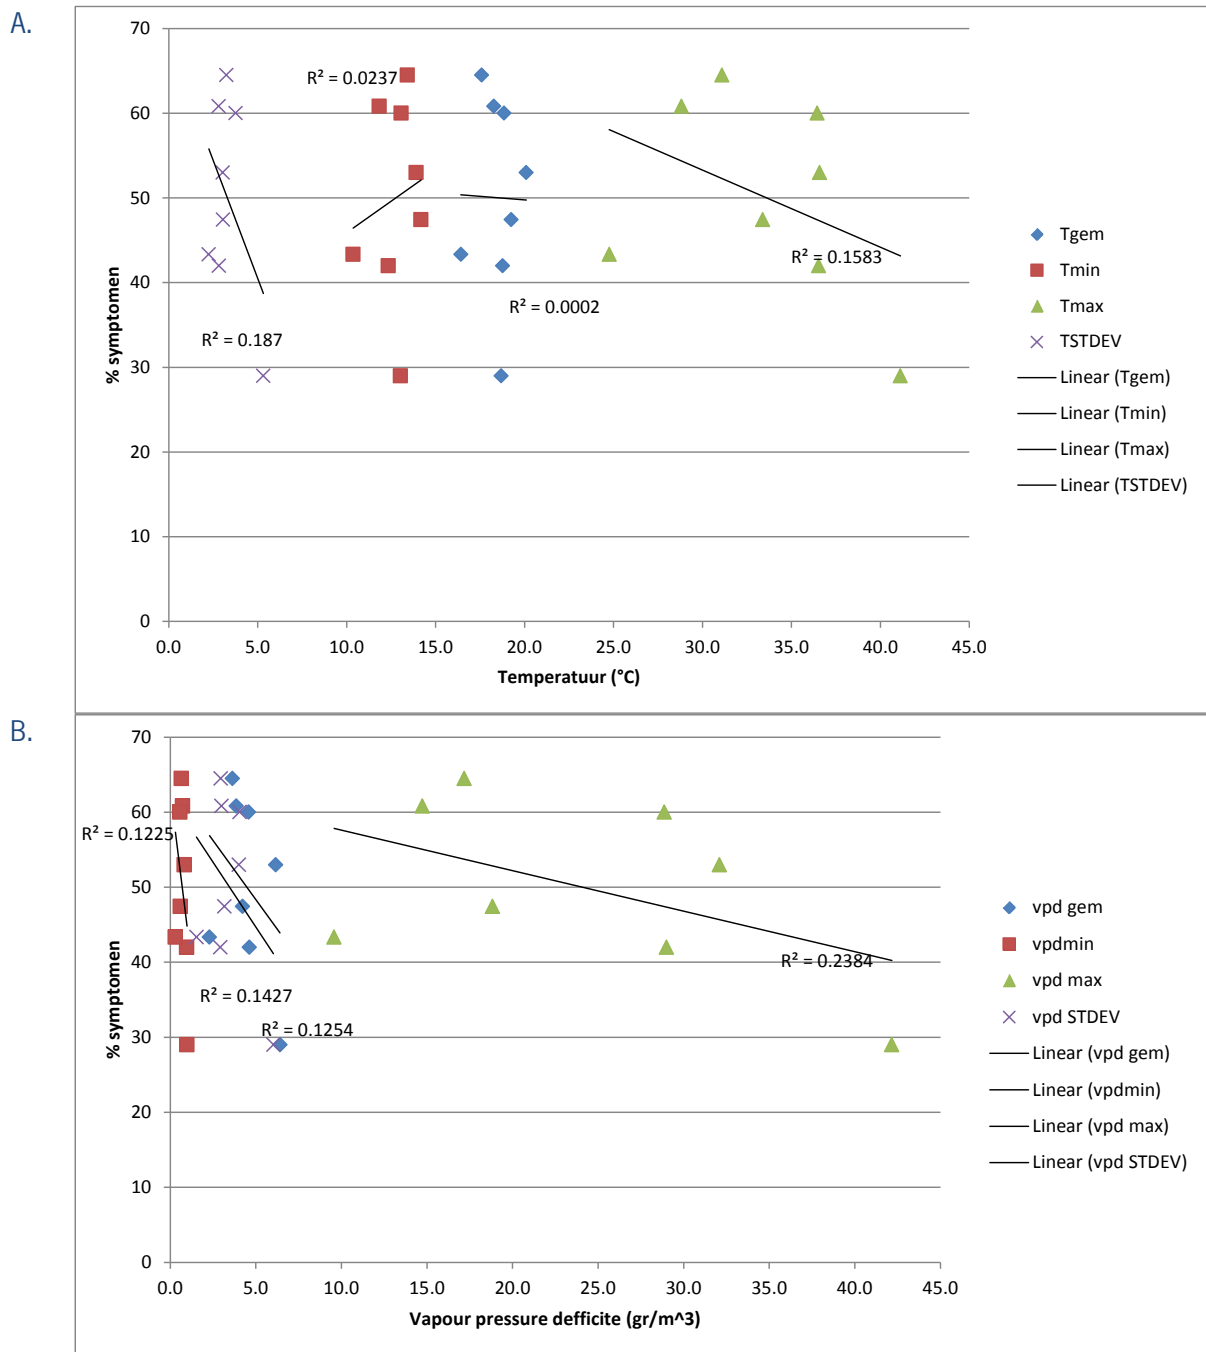 A.
70
60
50
40
30
20
10
0
% symptomen
R² = 0.0237
R² = 0.1583
R² = 0.0002
R² = 0.187
0.0 5.0 10.0 15.0 20.0 25.0 30.0 35.0 40.0 45.0
Temperatuur (°C)
Tgem
Tmin
Tmax
TSTDEV
Linear (Tgem)
Linear (Tmin)
Linear (Tmax)
Linear (TSTDEV)
B.
70
60
50
40
30
20
10
0
% symptomen
R² = 0.1225
R² = 0.2384
R² = 0.1427
R² = 0.1254
0.0 5.0 10.0 15.0 20.0 25.0 30.0 35.0 40.0 45.0
Vapour pressure defficite (gr/m^3)
vpd gem
vpdmin
vpd max
vpd STDEV
Linear (vpd gem)
Linear (vpdmin)
Linear (vpd max)
Linear (vpd STDEV)